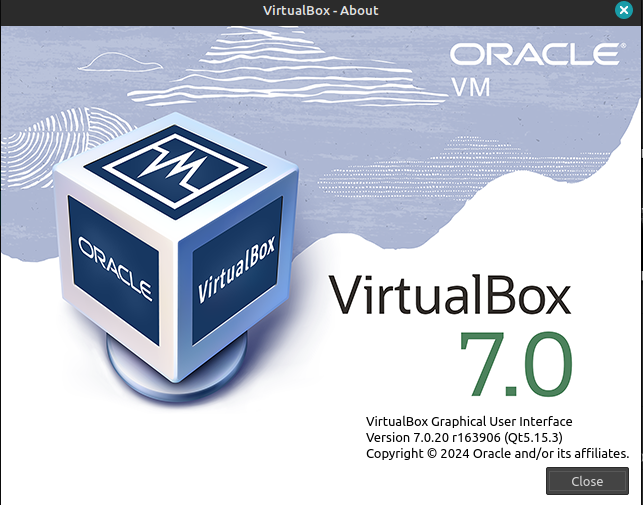 VirtualBox - About
ORACLE®
VM
ORACLE
VirtualBox
VirtualBox
7.0
VirtualBox Graphical User Interface
Version 7.0.20 r163906 (Qt5.15.3)
Copyright © 2024 Oracle and/or its affiliates.
Close